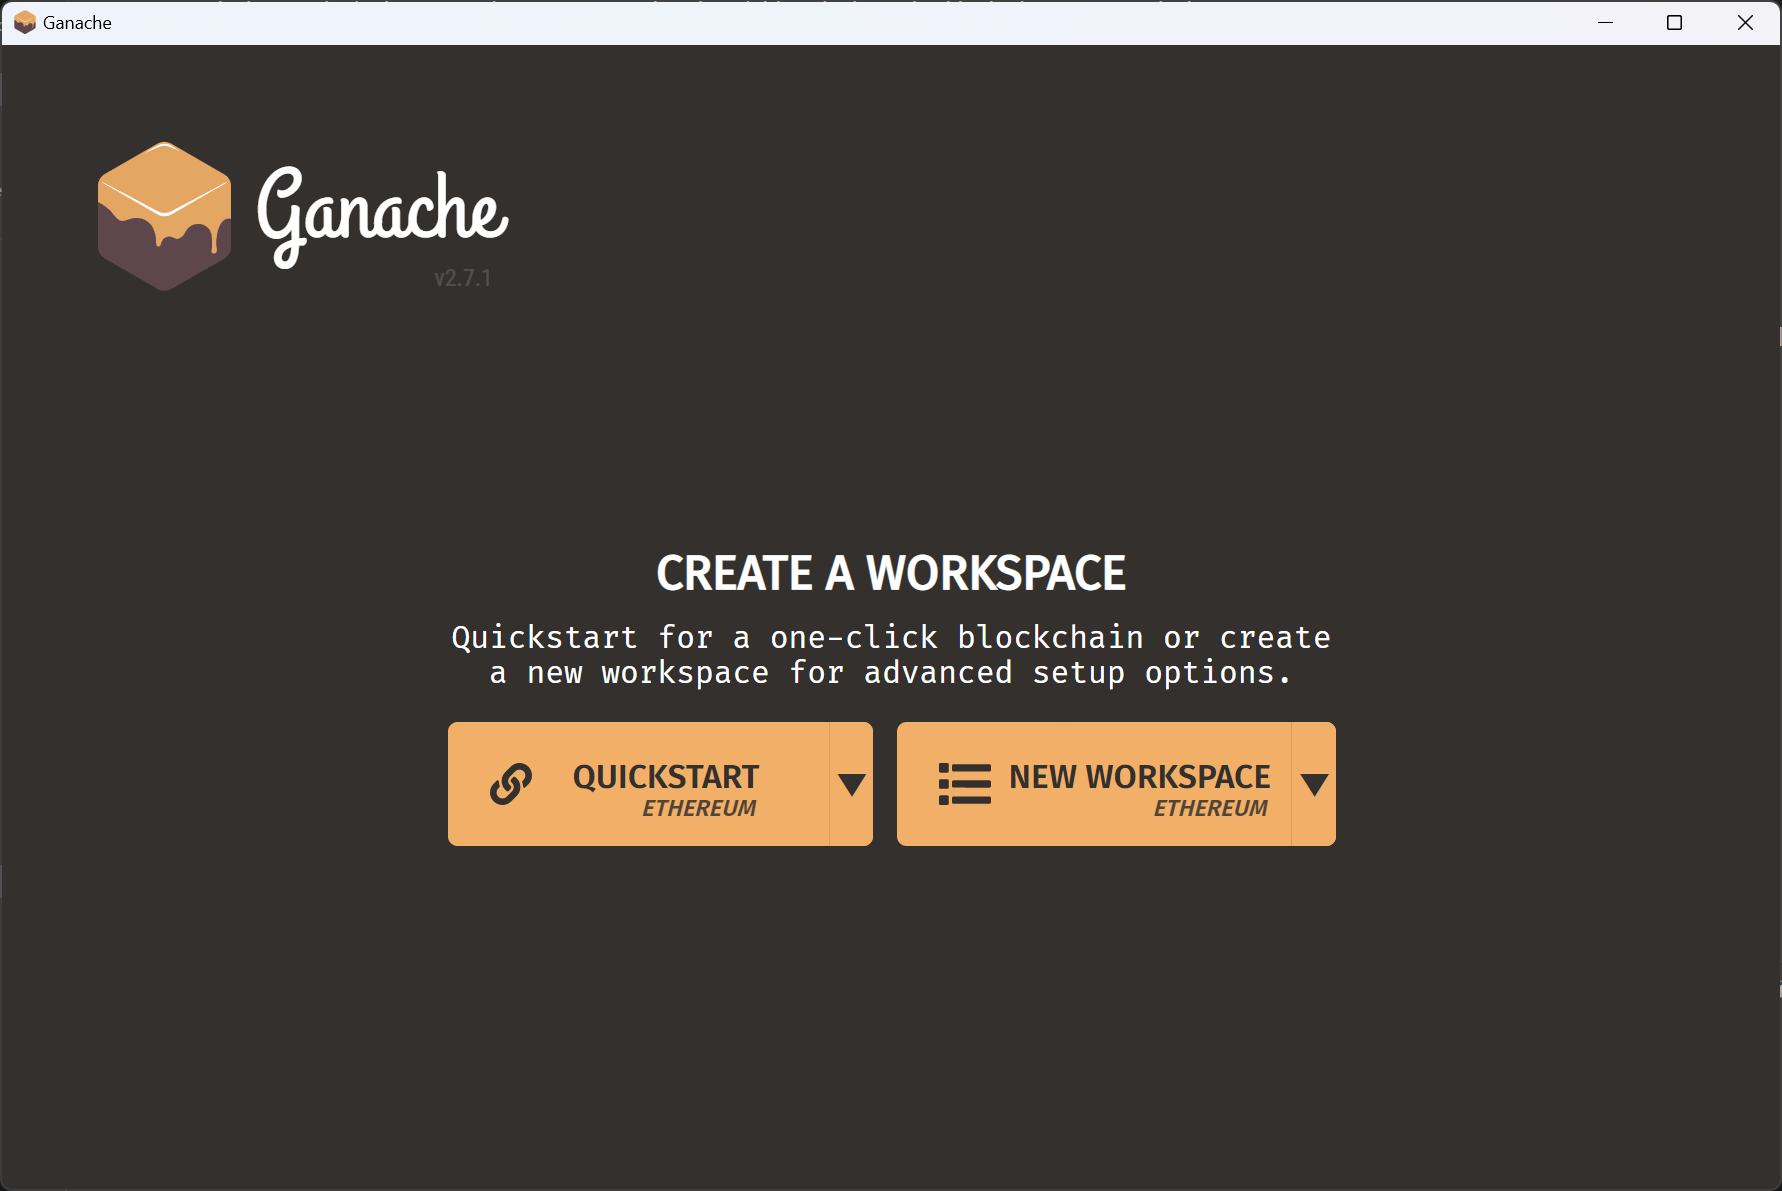 Ganache
Ganache
v2.7.1
CREATE A WORKSPACE
Quickstart for a one-click blockchain or create
a new workspace for advanced setup options.
QUICKSTART
ETHEREUM
NEW WORKSPACE
ETHEREUM